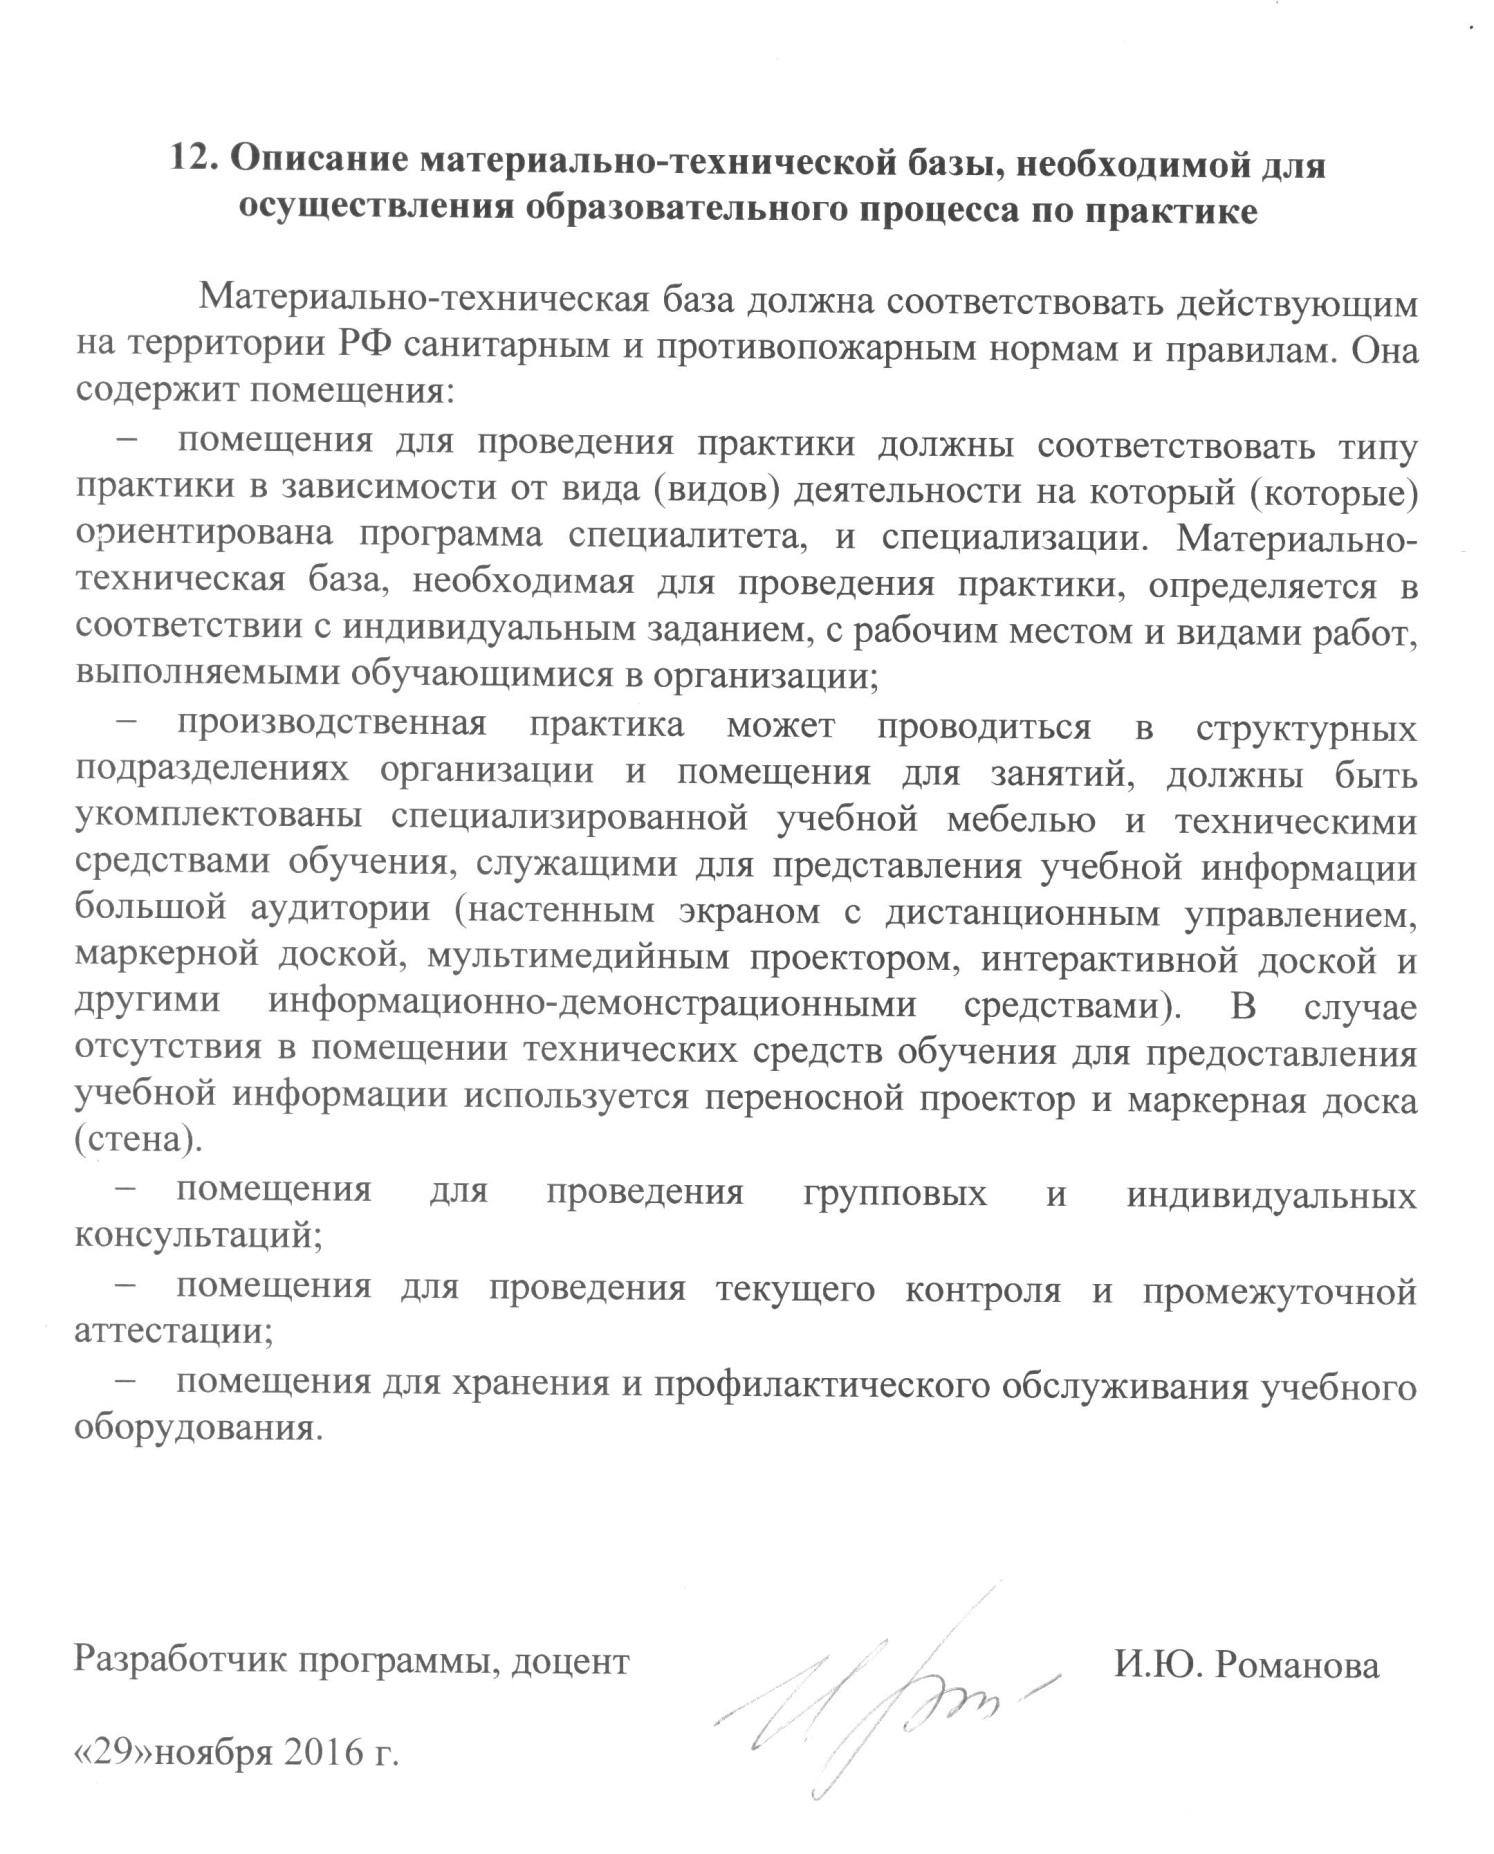 12. Описание материально-технической базы, необходимой для
осуществления образовательного процесса по практике
Материально-техническая база должна соответствовать действующим
на территории РФ санитарным и противопожарным нормам и правилам. Она
содержит помещения:
– помещения для проведения практики должны соответствовать типу
практики в зависимости от вида (видов) деятельности на который (которые)
ориентирована программа специалитета, и специализации. Материально-
техническая база, необходимая для проведения практики, определяется в
соответствии с индивидуальным заданием, с рабочим местом и видами работ,
выполняемыми обучающимися в организации;
– производственная практика может проводиться в структурных
подразделениях организации и помещения для занятий, должны быть
укомплектованы специализированной учебной мебелью и техническими
средствами обучения, служащими для представления учебной информации
большой аудитории (настенным экраном с дистанционным управлением,
маркерной доской, мультимедийным проектором, интерактивной доской и
другими информационно-демонстрационными средствами). В случае
отсутствия в помещении технических средств обучения для предоставления
учебной информации используется переносной проектор и маркерная доска
(стена).
– помещения для проведения групповых и индивидуальных
консультаций;
– помещения для проведения текущего контроля и промежуточной
аттестации;
– помещения для хранения и профилактического обслуживания учебного
оборудования.
Разработчик программы, доцент И.Ю. Романова
«29»ноября 2016 г.